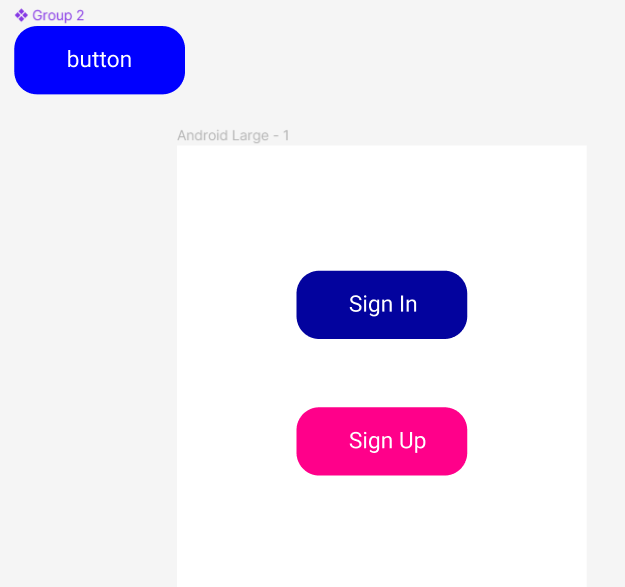 Group 2
button
Android Large - 1
Sign In
Sign Up